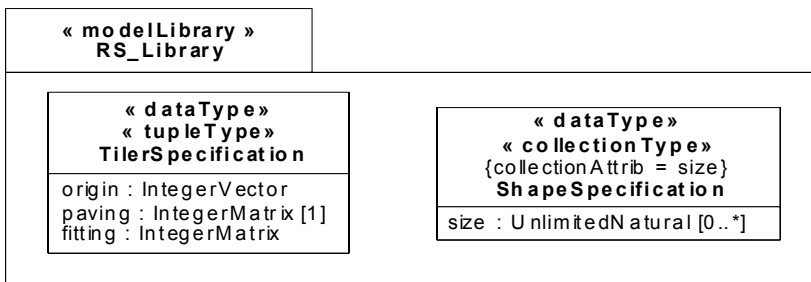 « modelLibrary »
RS_Library
« dataType»
« tupleType»
TilerSpecification
origin : IntegerVector
paving : IntegerMatrix [1]
fitting : IntegerMatrix
« dataType»
« collectionType»
{collectionAttrib = size}
ShapeSpecification
size : UnlimitedNatural [0..*]